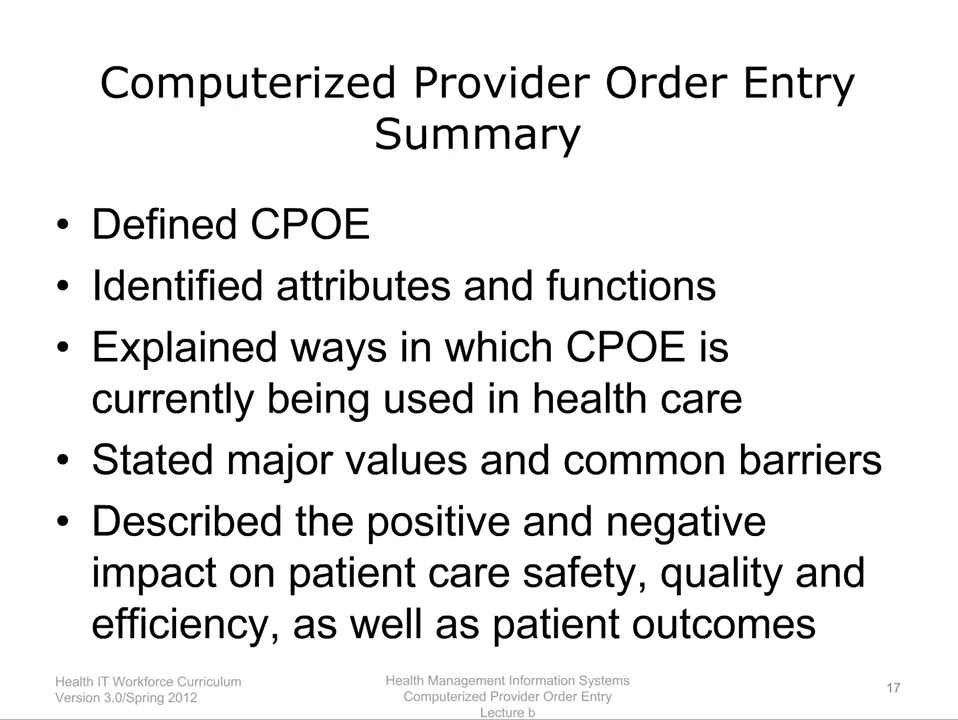 Computerized Provider Order Entry
Summary
• Defined CPOE
• Identified attributes and functions
• Explained ways in which CPOE is
currently being used in health care
• Stated major values and common barriers
• Described the positive and negative
impact on patient care safety, quality and
efficiency, as well as patient outcomes
Health IT Workforce Curriculum
Version 3.0/Spring 2012
Health Management Information Systems
Computerized Provider Order Entry
Lecture b
17